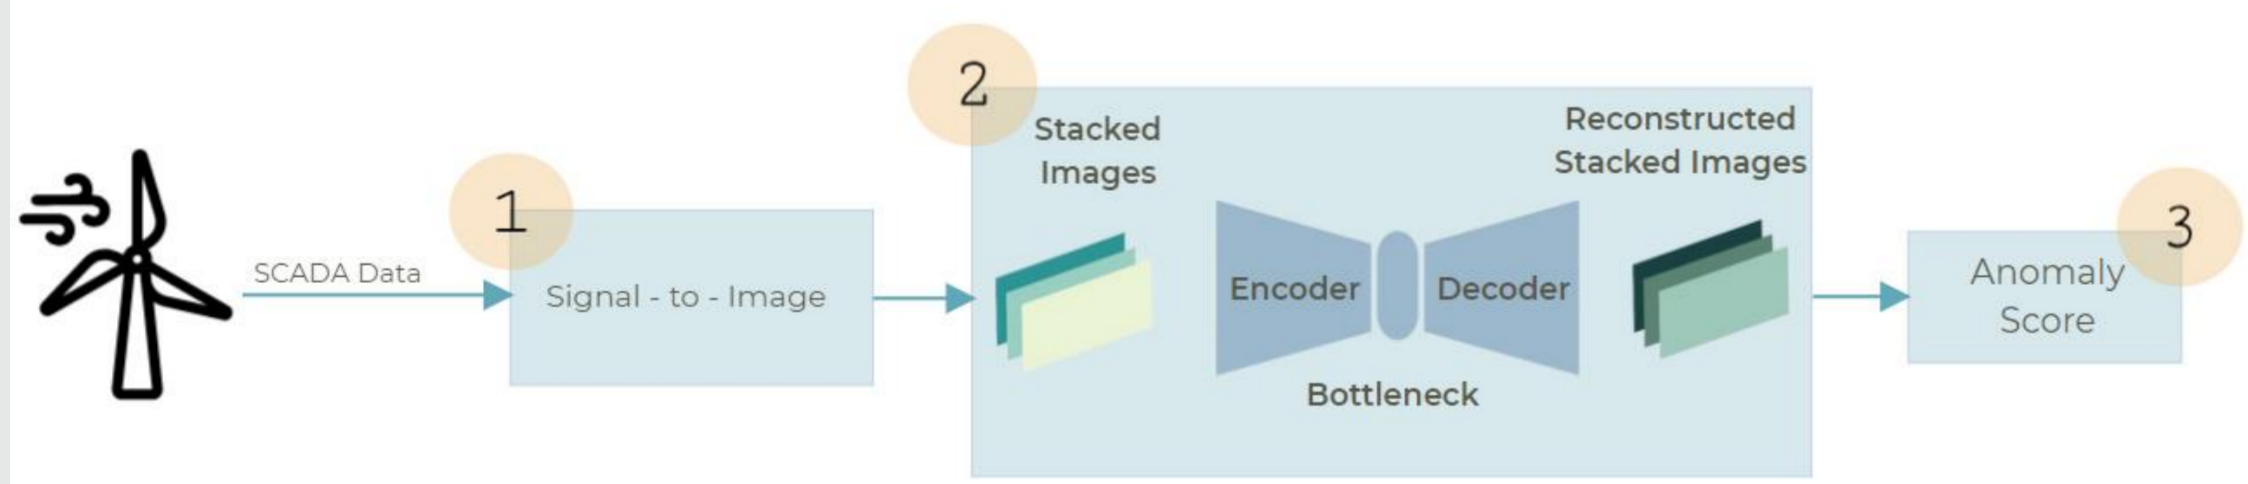 SCADA Data
1
Signal - to - Image
2
Stacked
Images
Encoder
Decoder
Bottleneck
Reconstructed
Stacked Images
3
Anomaly
Score